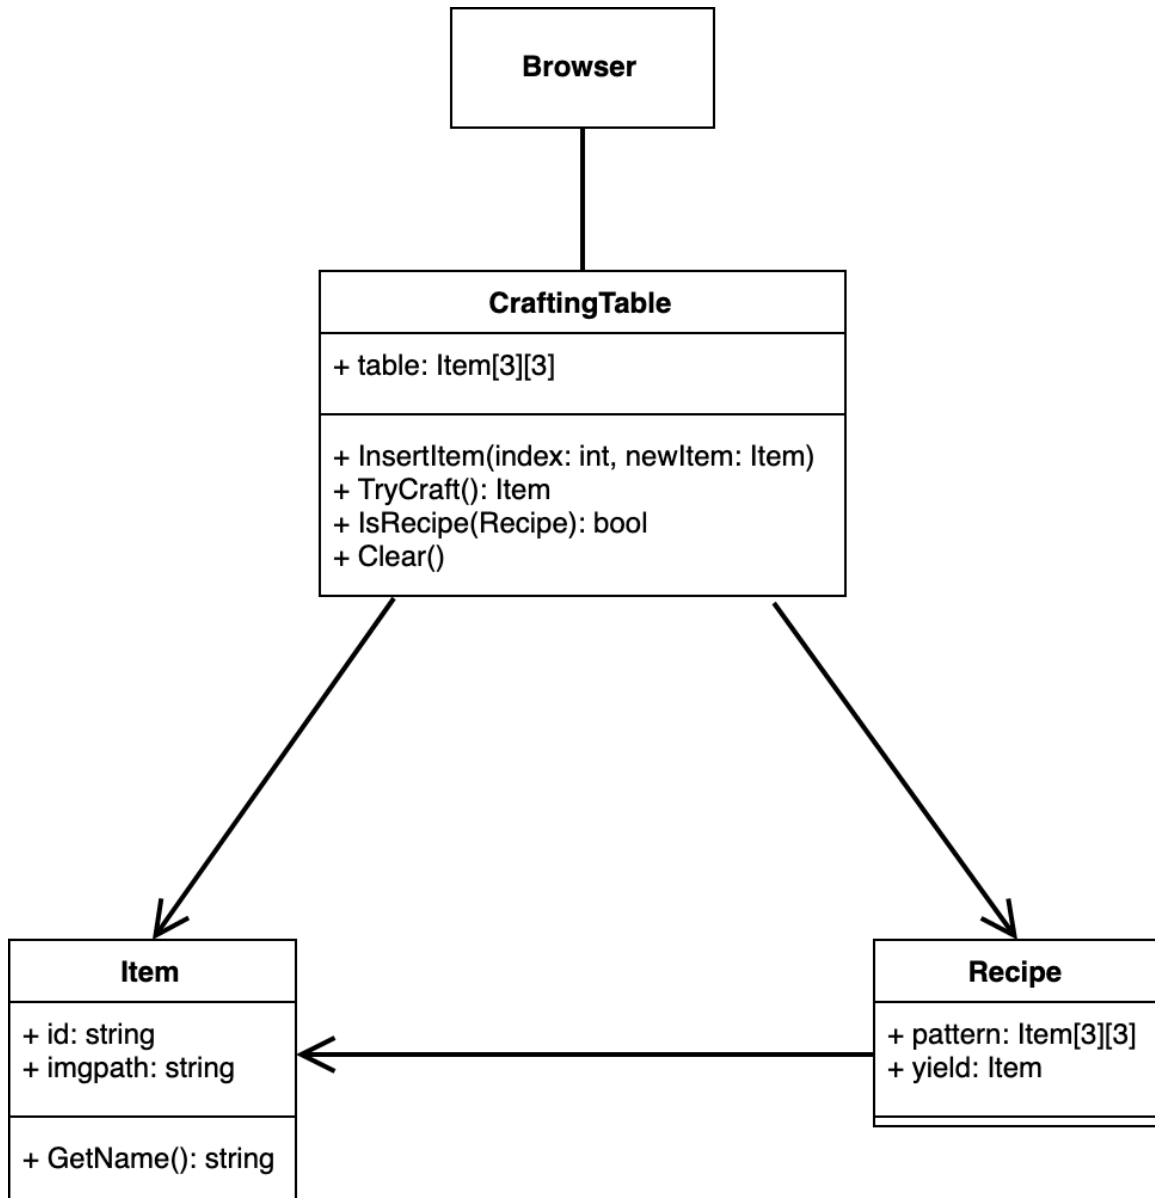 Browser
CraftingTable
+ table: Item[3][3]
+ InsertItem(index: int, newItem: Item)
+ TryCraft(): Item
+ IsRecipe(Recipe): bool
+ Clear()
Item
+ id: string
+ imgpath: string
+ GetName(): string
Recipe
+ pattern: Item[3][3]
+ yield: Item